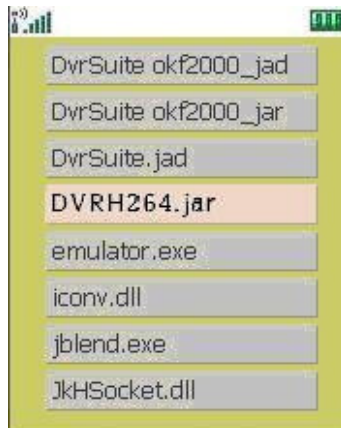 DvrSuite okf2000_jad
DvrSuite okf2000_jar
DvrSuite.jad
DVRH264.jar
emulator.exe
iconv.dll
jblend.exe
JkHSocket.dll